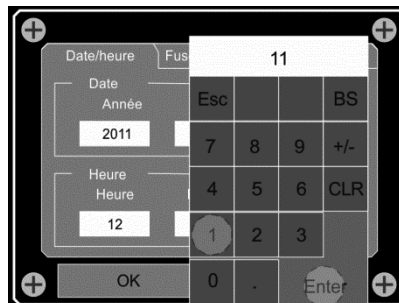 Date/heure Fus
11
Date
Année
2011
Esc BS
7 8 9 +/-
Heure
Heure
12
4 5 6 CLR
1 2 3
OK
0 . Enter